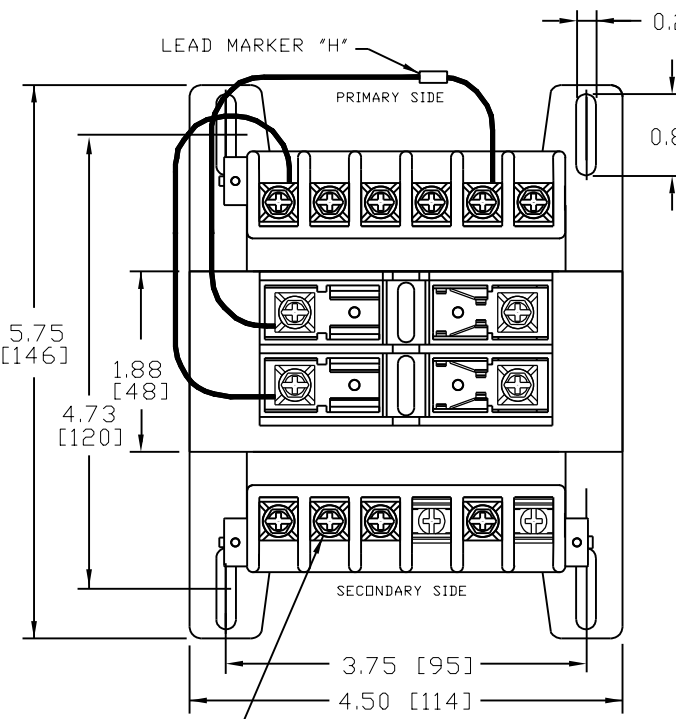 LEAD MARKER "H"
PRIMARY SIDE
5.75
[146]
1.88
[48]
4.73
[120]
SECONDARY SIDE
3.75 [95]
4.50 [114]